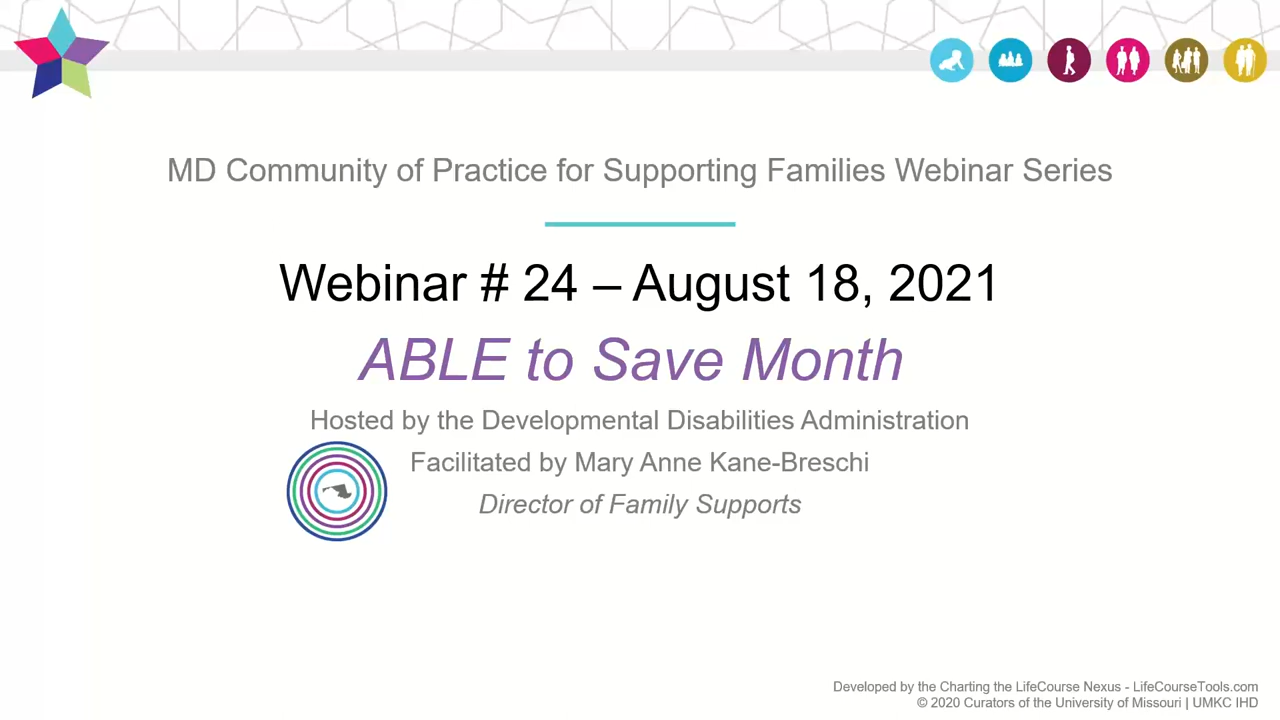 MD Community of Practice for Supporting Families Webinar Series
Webinar # 24 – August 18, 2021
ABLE to Save Month
Hosted by the Developmental Disabilities Administration
Facilitated by Mary Anne Kane-Breschi
Director of Family Supports
Developed by the Charting the LifeCourse Nexus - LifeCourseTools.com
© 2020 Curators of the University of Missouri | UMKC IHD